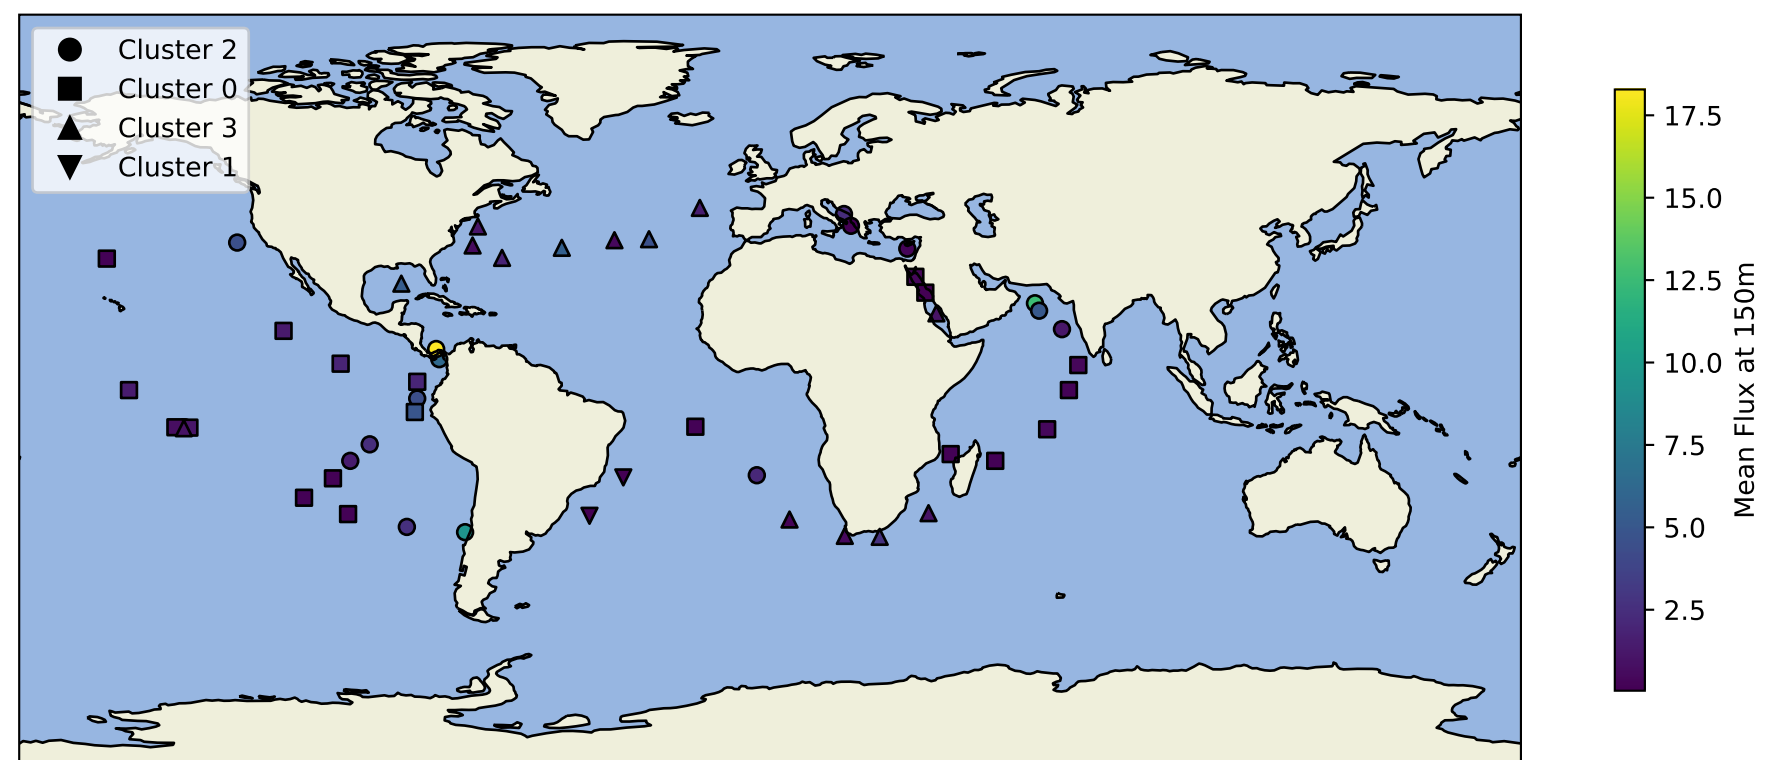 Cluster 2
Cluster 0
Cluster 3
Cluster 1
17.5
15.0
12.5
10.0
7.5
5.0
2.5
Mean Flux at 150m